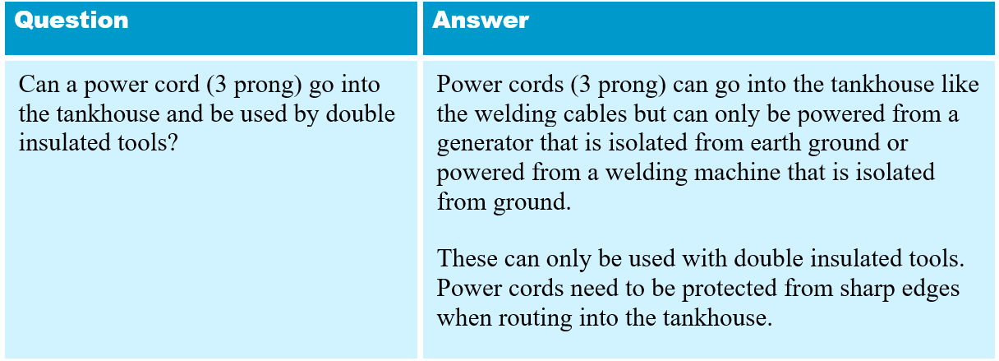 Question
Answer
Can a power cord (3 prong) go into
the tankhouse and be used by double
insulated tools?
Power cords (3 prong) can go into the tankhouse like
the welding cables but can only be powered from a
generator that is isolated from earth ground or
powered from a welding machine that is isolated
from ground.
These can only be used with double insulated tools.
Power cords need to be protected from sharp edges
when routing into the tankhouse.